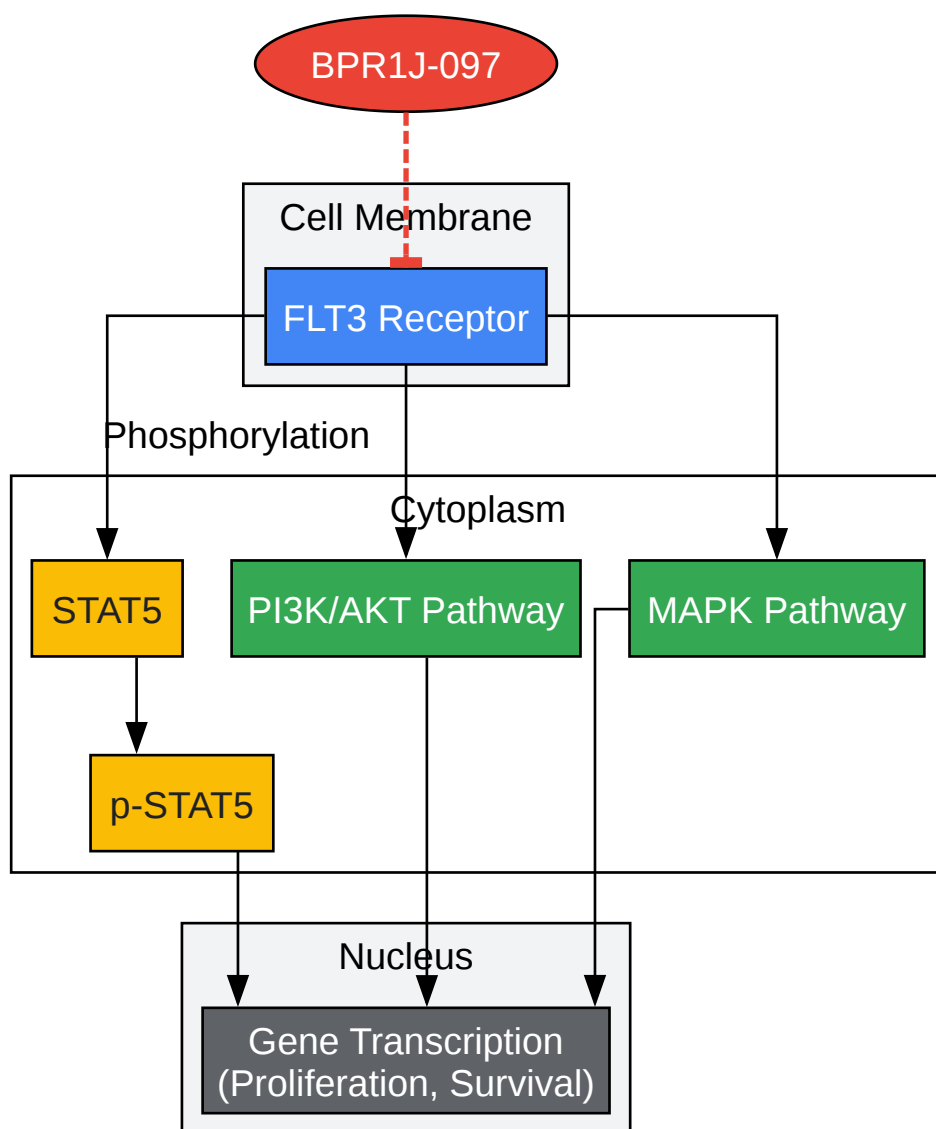 BPR1J-097
Cell Membrane
FLT3 Receptor
Phosphorylation
Cytoplasm
STAT5
PI3K/AKT Pathway
MAPK Pathway
p-STAT5
Nucleus
Gene Transcription
(Proliferation, Survival)